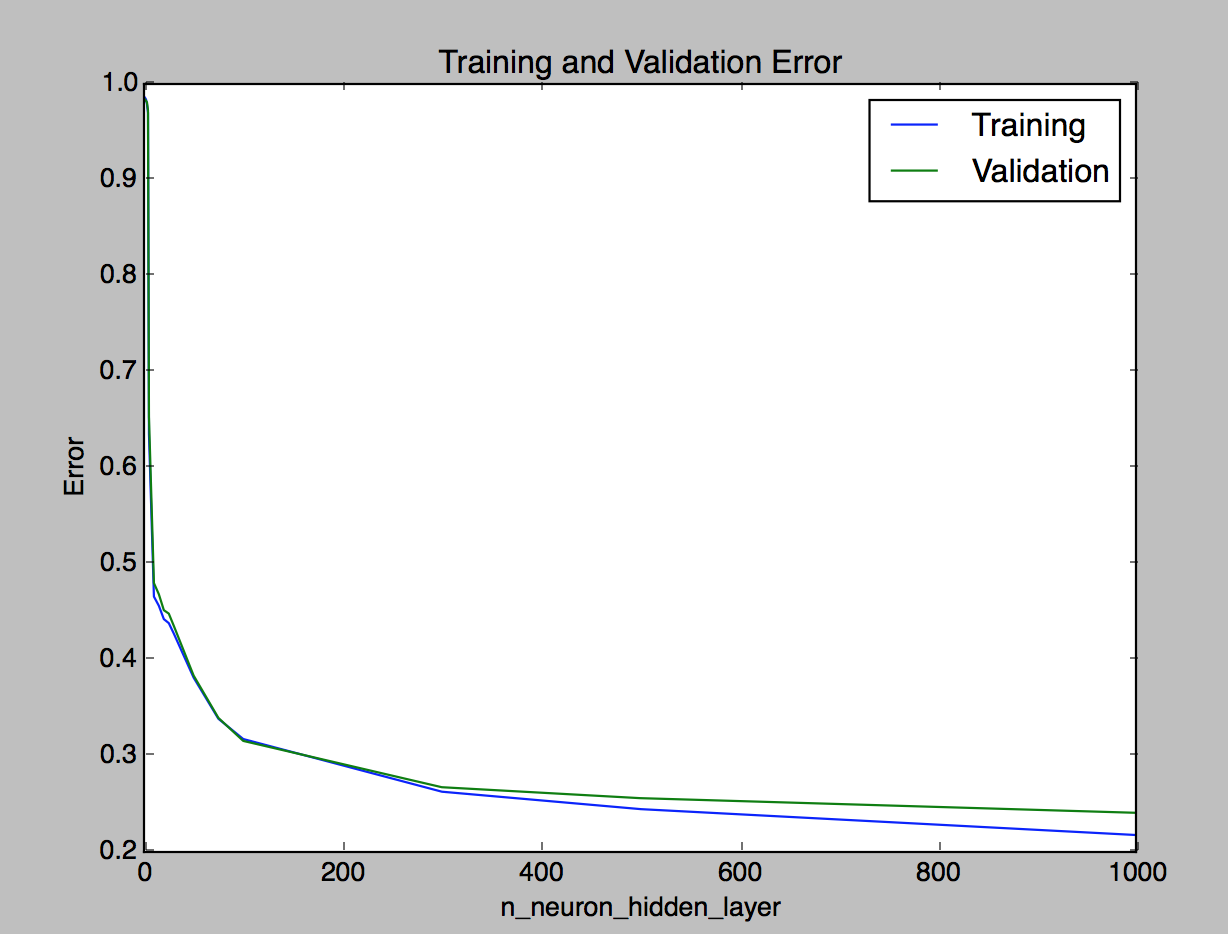 Training and Validation Error
Training
Validation
1.0
0.9
0.8
0.7
0.6
0.5
0.4
0.3
0.2
Error
0 200 400 600 800 1000
n_neuron_hidden_layer